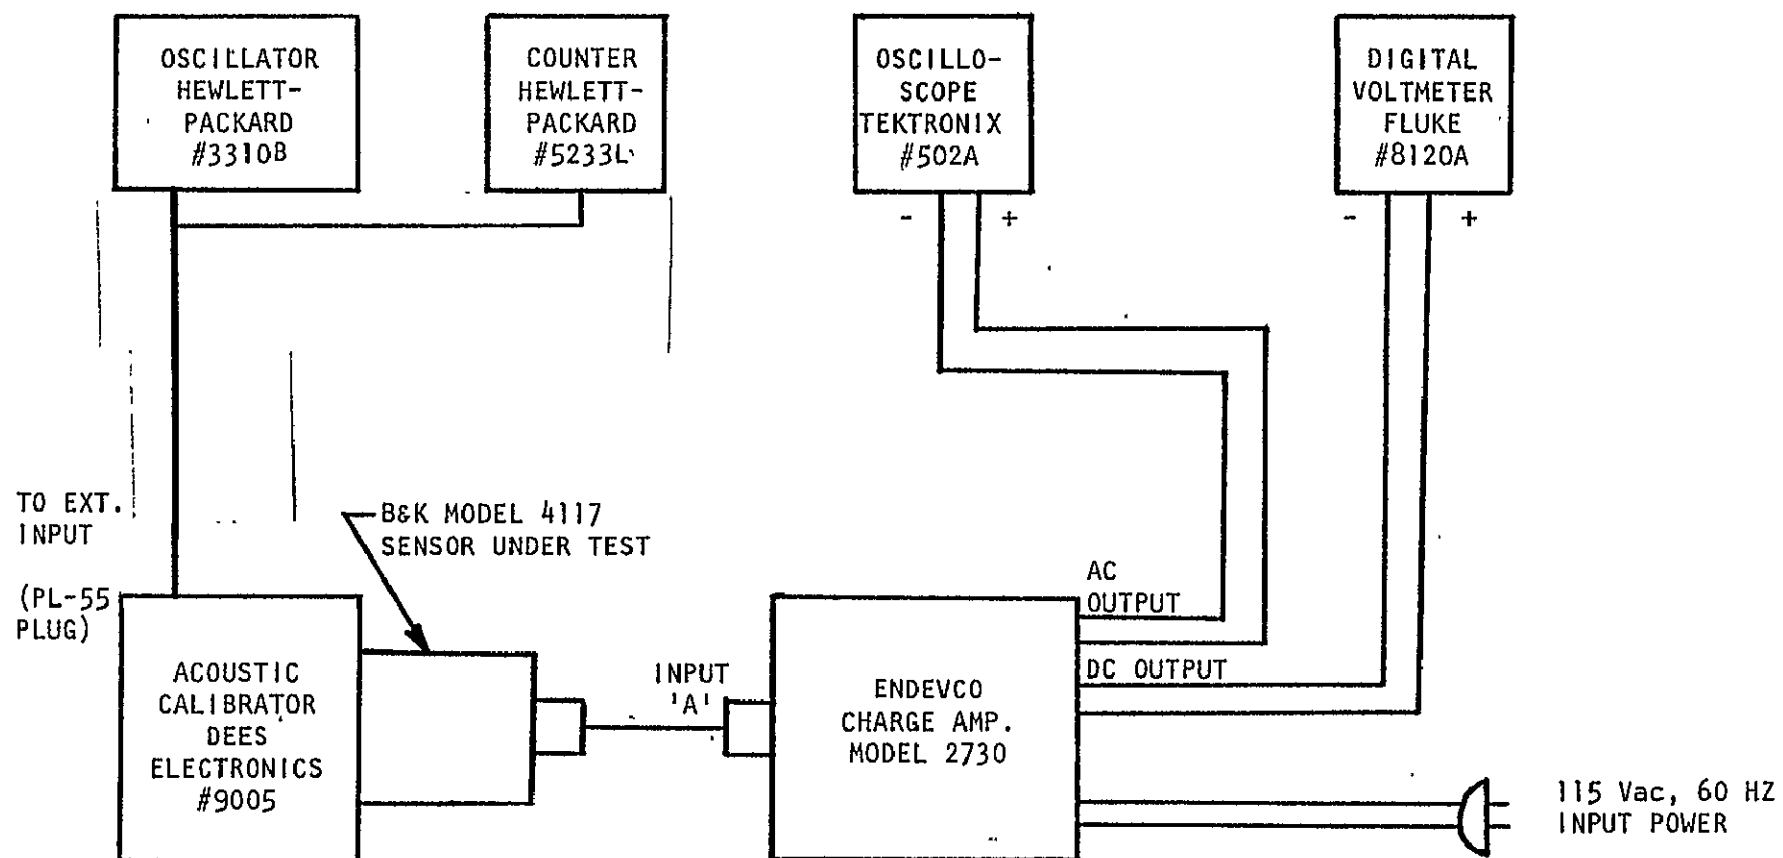 OSCILLATOR
HEWLETT-
PACKARD
#3310B
COUNTER
HEWLETT-
PACKARD
#5233L
OSCILLO-
SCOPE
TEKTRONIX
#502A
DIGITAL
VOLTMETER
FLUKE
#8120A
- +
- +
TO EXT.
INPUT
(PL-55
PLUG)
B&K MODEL 4117
SENSOR UNDER TEST
ACOUSTIC
CALIBRATOR
DEES
ELECTRONICS
#9005
INPUT
'A'
ENDEVCO
CHARGE AMP.
MODEL 2730
AC
OUTPUT
DC OUTPUT
115 Vac, 60 HZ
INPUT POWER